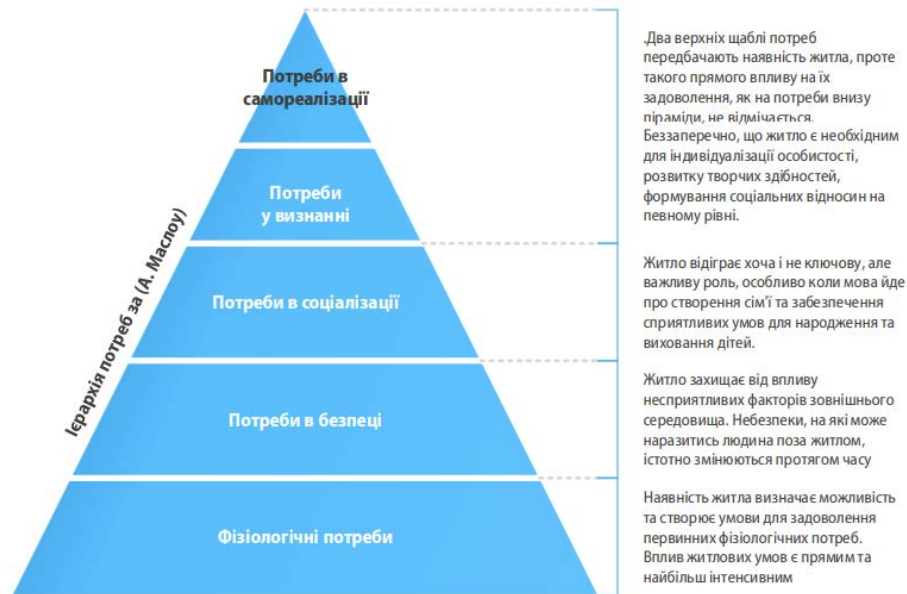 Потреби в
самореалізації
Потреби
у визнанні
Потреби в соціалізації
Потреби в безпеці
Фізіологічні потреби
Ієрархія потреб за (А. Маслоу)
.Два верхніх щаблі потреб
передбачають наявність житла, проте
такого прямого впливу на їх
задоволення, як на потреби внизу
піраміди, не відмічається.
Беззаперечно, що житло є необхідним
для індивідуалізації особистості,
розвитку творчих здібностей,
формування соціальних відносин на
певному рівні.
Житло відіграє хоча і не ключову, але
важливу роль, особливо коли мова йде
про створення сім'ї та забезпечення
сприятливих умов для народження та
виховання дітей.
Житло захищає від впливу
несприятливих факторів зовнішнього
середовища. Небезпеки, на які може
наразитись людина поза житлом,
істотно змінюються протягом часу
Наявність житла визначає можливість
та створює умови для задоволення
первинних фізіологічних потреб.
Вплив житлових умов є прямим та
найбільш інтенсивним